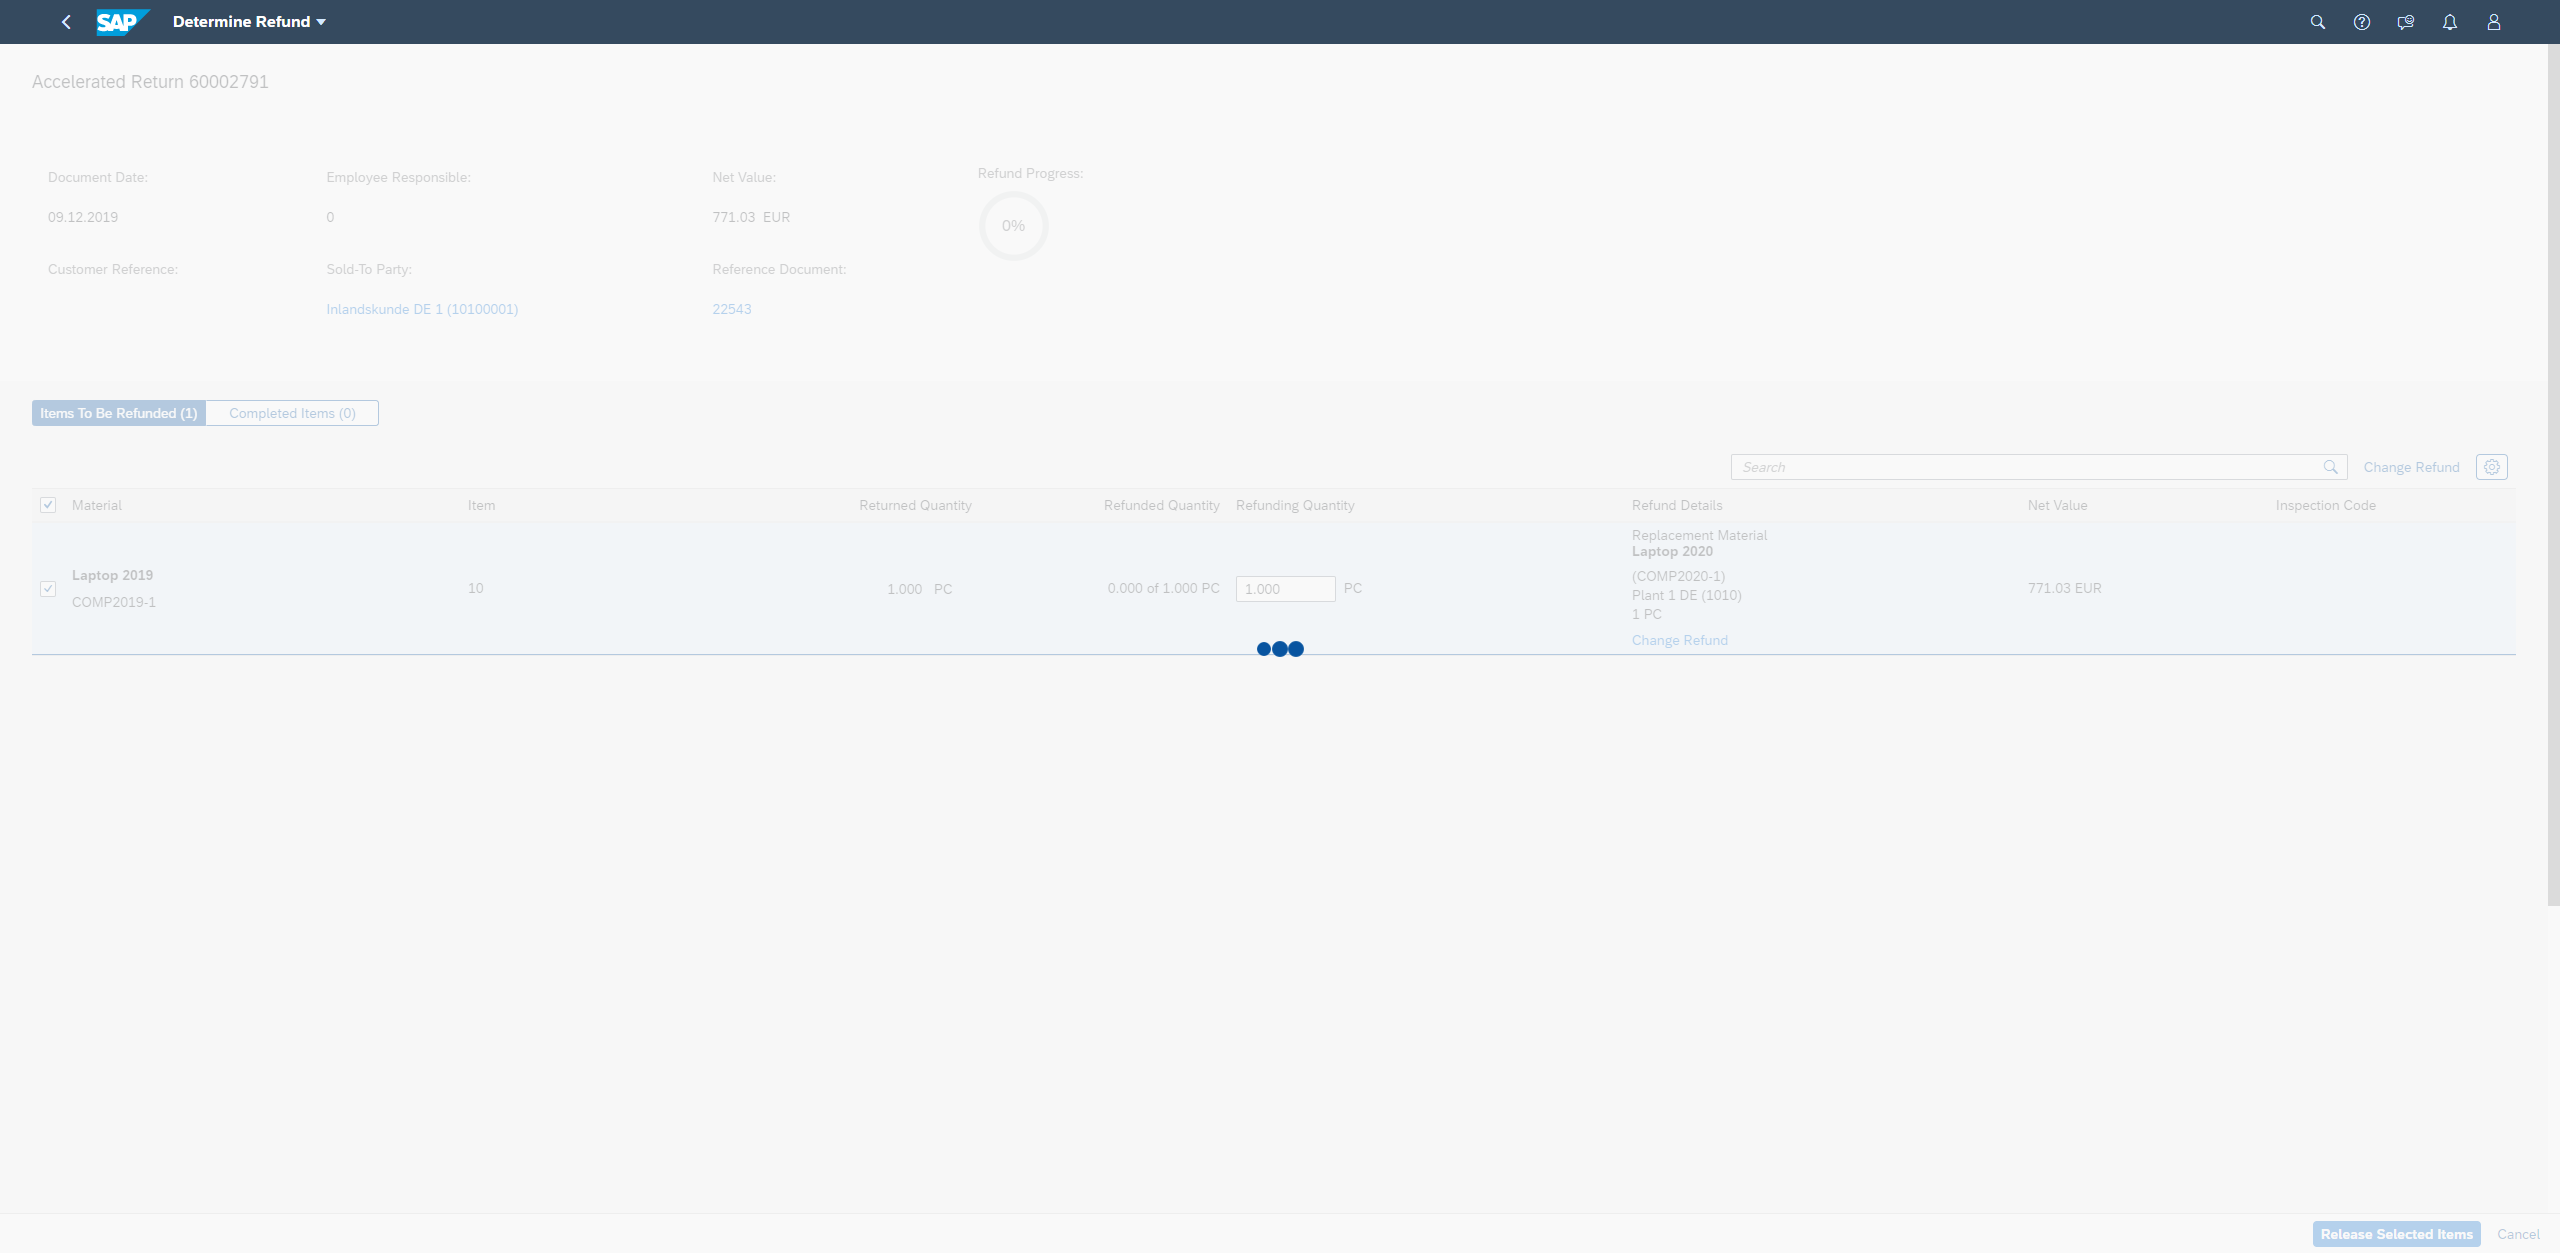 SAP Determine Refund
Accelerated Return 60002791
Document Date: Employee Responsible: Net Value: Refund Progress:
09.12.2019 0 771.03 EUR 0%
Customer Reference: Sold-To Party: Reference Document:
Inlandskunde DE 1 (10100001) 22543
Items To Be Refunded (1) Completed Items (0)
Search Change Refund
Material Item Returned Quantity Refunded Quantity Refunding Quantity Refund Details Net Value Inspection Code
Replacement Material
Laptop 2020
Laptop 2019
(COMP2020-1)
10 1.000 PC 0.000 of 1.000 PC 1.000 PC 771.03 EUR
Plant 1 DE (1010)
COMP2019-1
1 PC
Change Refund
Release Selected Items Cancel